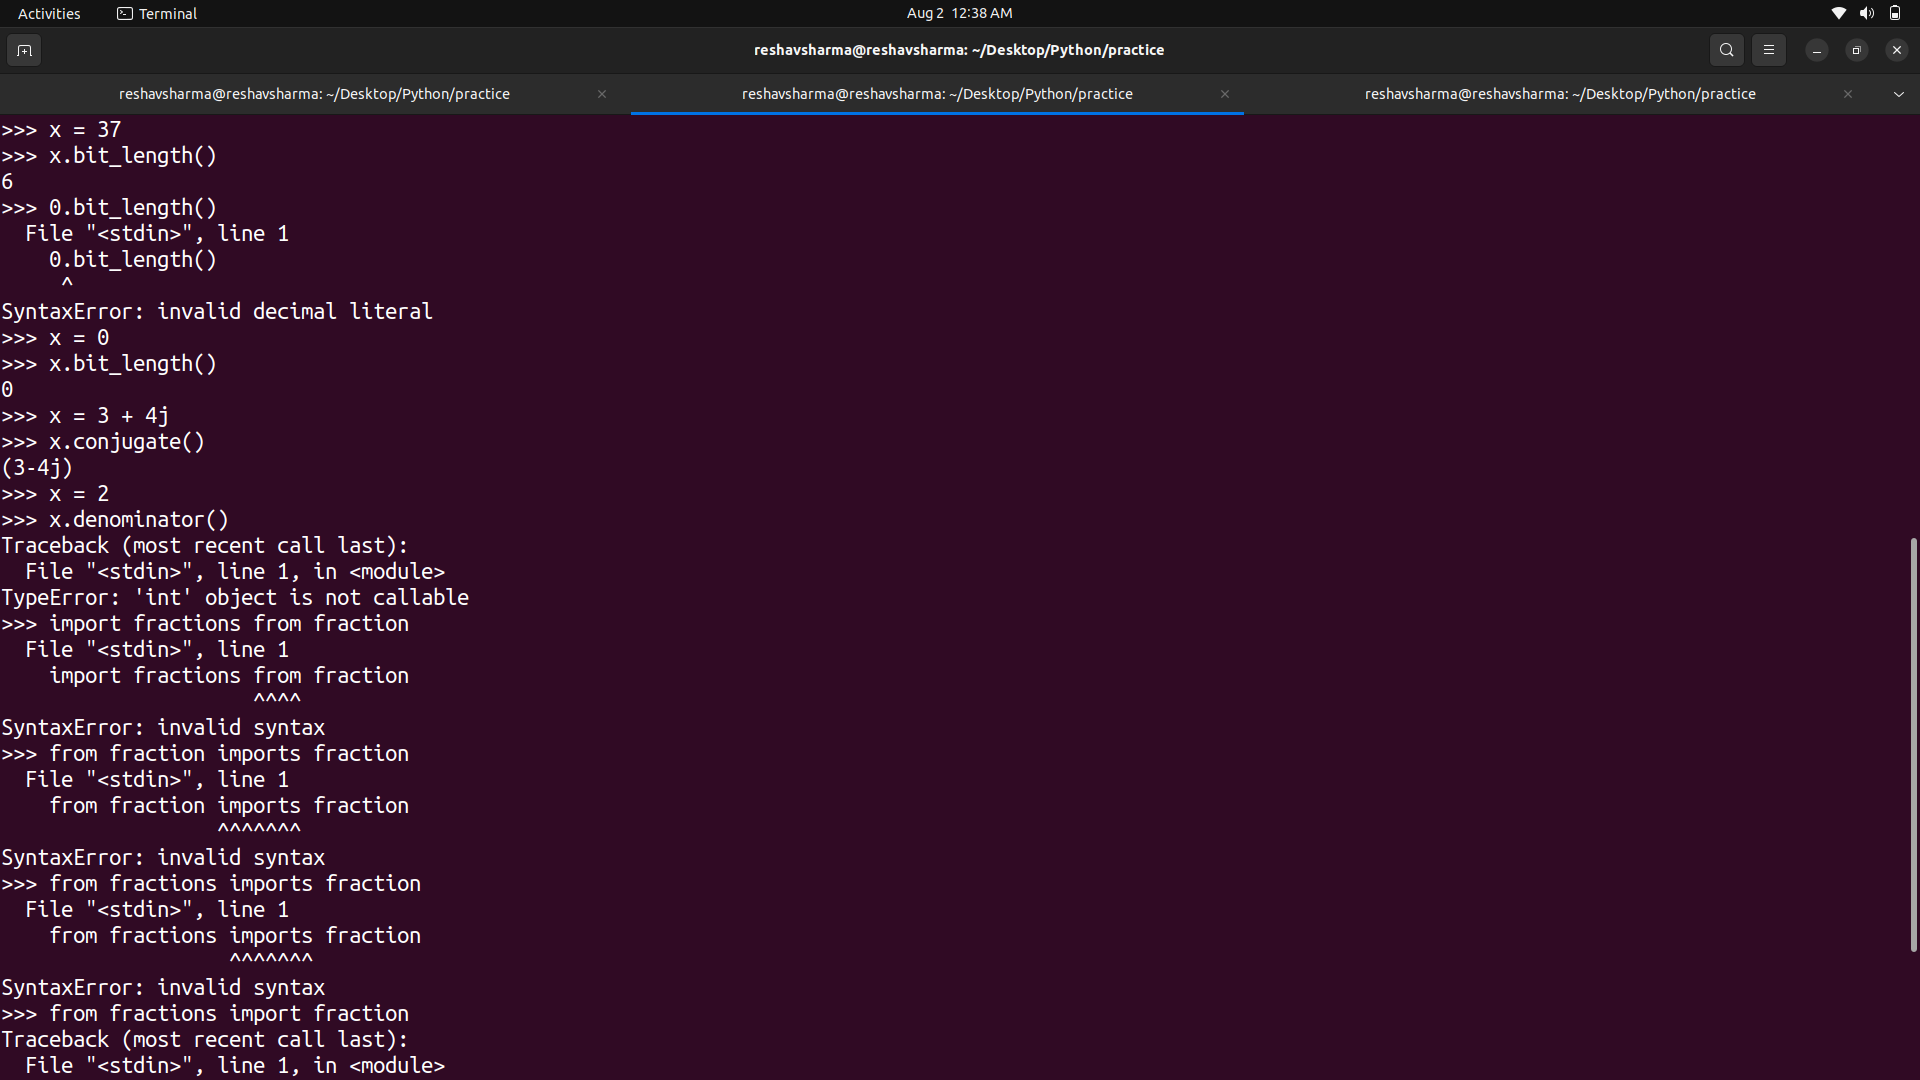 Activities
Terminal
Aug 2 12:38 AM
reshavsharma@reshavsharma: ~/Desktop/Python/practice
reshavsharma@reshavsharma: ~/Desktop/Python/practice
reshavsharma@reshavsharma: ~/Desktop/Python/practice
reshavsharma@reshavsharma: ~/Desktop/Python/practice
>>> x = 37
>>> x.bit_length()
6
>>> 0.bit_length()
  File "<stdin>", line 1
    0.bit_length()
     ^
SyntaxError: invalid decimal literal
>>> x = 0
>>> x.bit_length()
0
>>> x = 3 + 4j
>>> x.conjugate()
(3-4j)
>>> x = 2
>>> x.denominator()
Traceback (most recent call last):
  File "<stdin>", line 1, in <module>
TypeError: 'int' object is not callable
>>> import fractions from fraction
  File "<stdin>", line 1
    import fractions from fraction
                     ^^^^
SyntaxError: invalid syntax
>>> from fraction imports fraction
  File "<stdin>", line 1
    from fraction imports fraction
                  ^^^^^^^
SyntaxError: invalid syntax
>>> from fractions imports fraction
  File "<stdin>", line 1
    from fractions imports fraction
                   ^^^^^^^
SyntaxError: invalid syntax
>>> from fractions import fraction
Traceback (most recent call last):
  File "<stdin>", line 1, in <module>